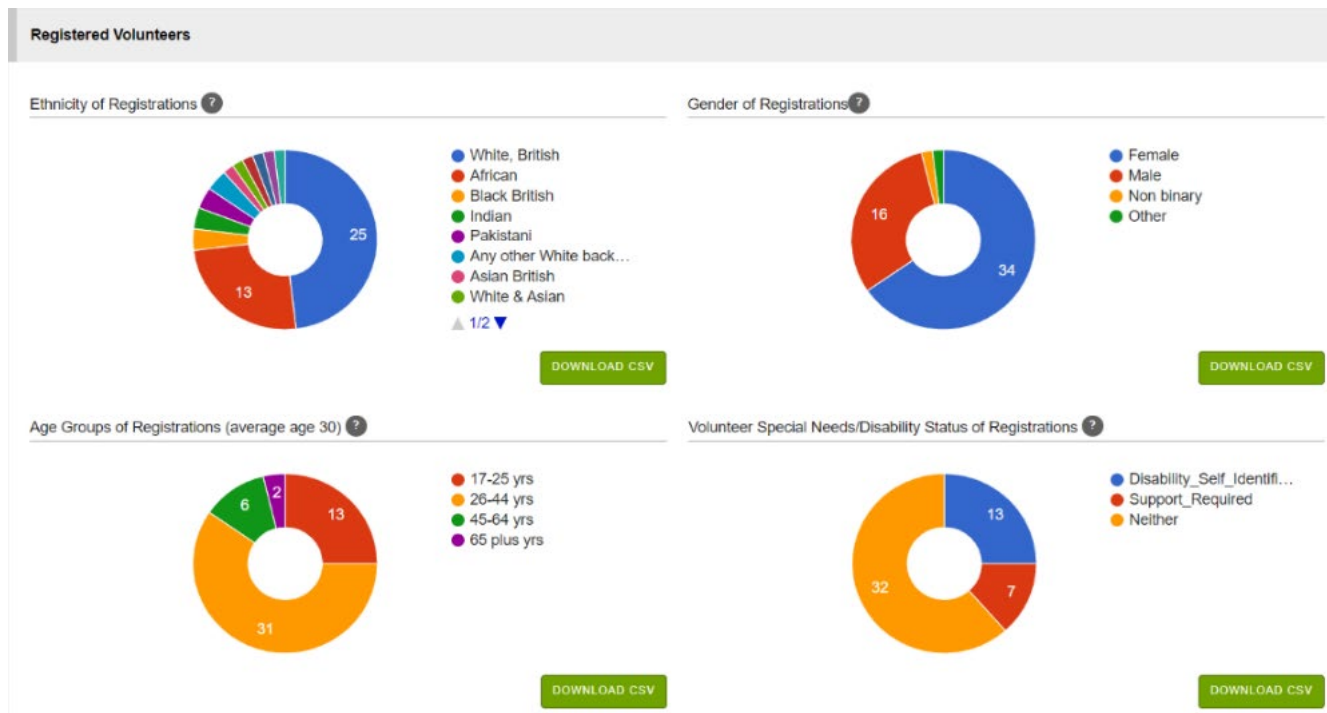 Registered Volunteers
Ethnicity of Registrations ?
25
13
White, British
African
Black British
Indian
Pakistani
Any other White back...
Asian British
White & Asian
1/2
DOWNLOAD CSV
Gender of Registrations ?
16
34
Female
Male
Non binary
Other
DOWNLOAD CSV
Age Groups of Registrations (average age 30) ?
6
2
13
31
17-25 yrs
26-44 yrs
45-64 yrs
65 plus yrs
DOWNLOAD CSV
Volunteer Special Needs/Disability Status of Registrations ?
13
32
7
Disability_Self_Identifi...
Support_Required
Neither
DOWNLOAD CSV